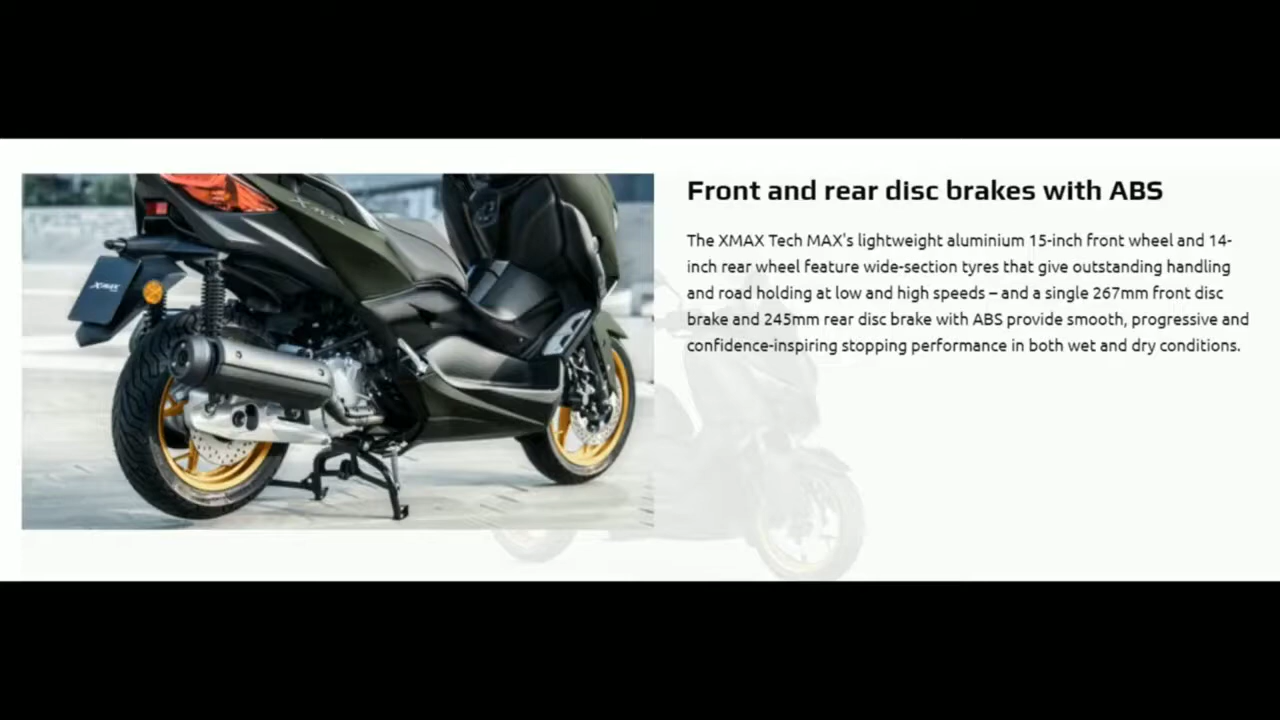 Front and rear disc brakes with ABS
The XMAX Tech MAX's lightweight aluminium 15-inch front wheel and 14-
inch rear wheel feature wide-section tyres that give outstanding handling
and road holding at low and high speeds – and a single 267mm front disc
brake and 245mm rear disc brake with ABS provide smooth, progressive and
confidence-inspiring stopping performance in both wet and dry conditions.
XMAX
XMAX